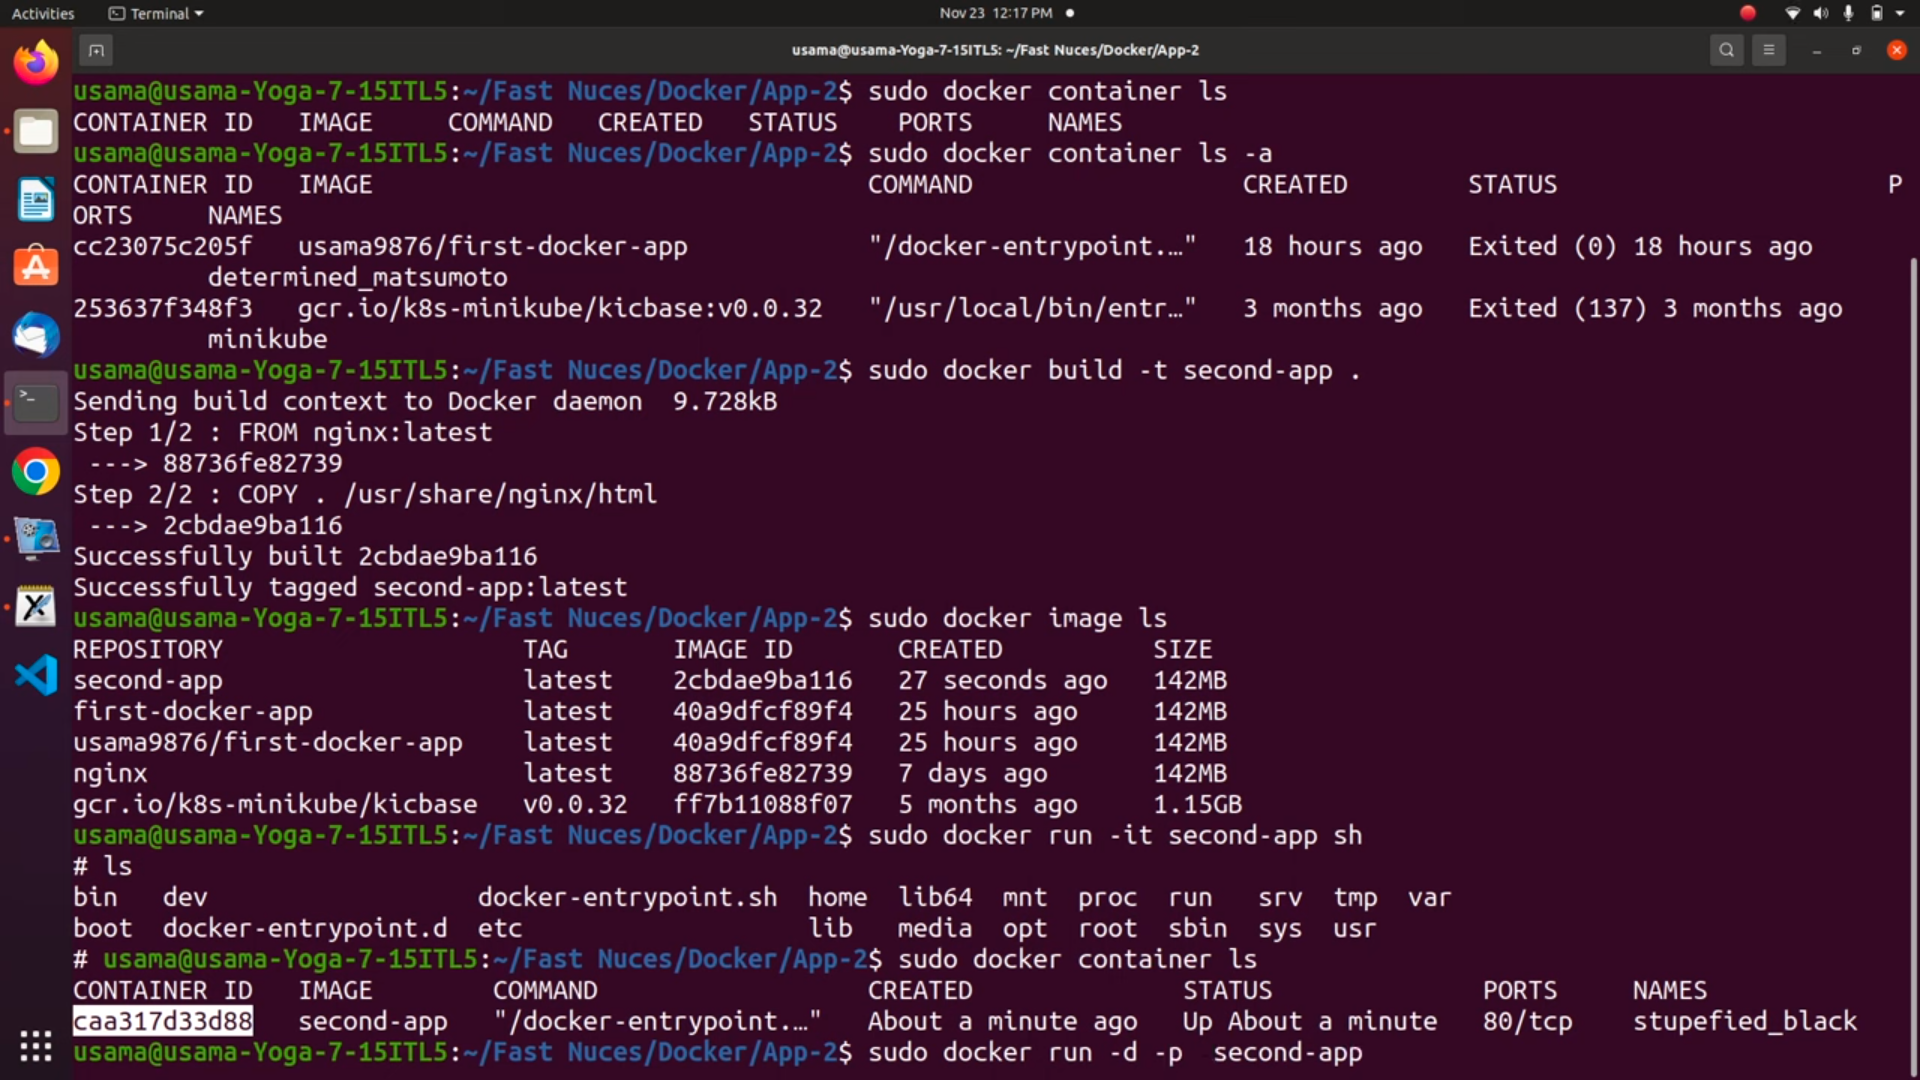 Activities Terminal Nov 23 12:17 PM
usama@usama-Yoga-7-15ITL5: ~/Fast Nuces/Docker/App-2
usama@usama-Yoga-7-15ITL5:~/Fast Nuces/Docker/App-2$ sudo docker container ls
CONTAINER ID IMAGE COMMAND CREATED STATUS PORTS NAMES
usama@usama-Yoga-7-15ITL5:~/Fast Nuces/Docker/App-2$ sudo docker container ls -a
CONTAINER ID IMAGE COMMAND CREATED STATUS P
ORTS NAMES
cc23075c205f usama9876/first-docker-app "/docker-entrypoint.…" 18 hours ago Exited (0) 18 hours ago
determined_matsumoto
253637f348f3 gcr.io/k8s-minikube/kicbase:v0.0.32 "/usr/local/bin/entr…" 3 months ago Exited (137) 3 months ago
minikube
usama@usama-Yoga-7-15ITL5:~/Fast Nuces/Docker/App-2$ sudo docker build -t second-app .
Sending build context to Docker daemon 9.728kB
Step 1/2 : FROM nginx:latest
---> 88736fe82739
Step 2/2 : COPY . /usr/share/nginx/html
---> 2cbdae9ba116
Successfully built 2cbdae9ba116
Successfully tagged second-app:latest
usama@usama-Yoga-7-15ITL5:~/Fast Nuces/Docker/App-2$ sudo docker image ls
REPOSITORY TAG IMAGE ID CREATED SIZE
second-app latest 2cbdae9ba116 27 seconds ago 142MB
first-docker-app latest 40a9dfcf89f4 25 hours ago 142MB
usama9876/first-docker-app latest 40a9dfcf89f4 25 hours ago 142MB
nginx latest 88736fe82739 7 days ago 142MB
gcr.io/k8s-minikube/kicbase v0.0.32 ff7b11088f07 5 months ago 1.15GB
usama@usama-Yoga-7-15ITL5:~/Fast Nuces/Docker/App-2$ sudo docker run -it second-app sh
# ls
bin dev docker-entrypoint.sh home lib64 mnt proc run srv tmp var
boot docker-entrypoint.d etc lib media opt root sbin sys usr
# usama@usama-Yoga-7-15ITL5:~/Fast Nuces/Docker/App-2$ sudo docker container ls
CONTAINER ID IMAGE COMMAND CREATED STATUS PORTS NAMES
caa317d33d88 second-app "/docker-entrypoint.…" About a minute ago Up About a minute 80/tcp stupefied_black
usama@usama-Yoga-7-15ITL5:~/Fast Nuces/Docker/App-2$ sudo docker run -d -p second-app